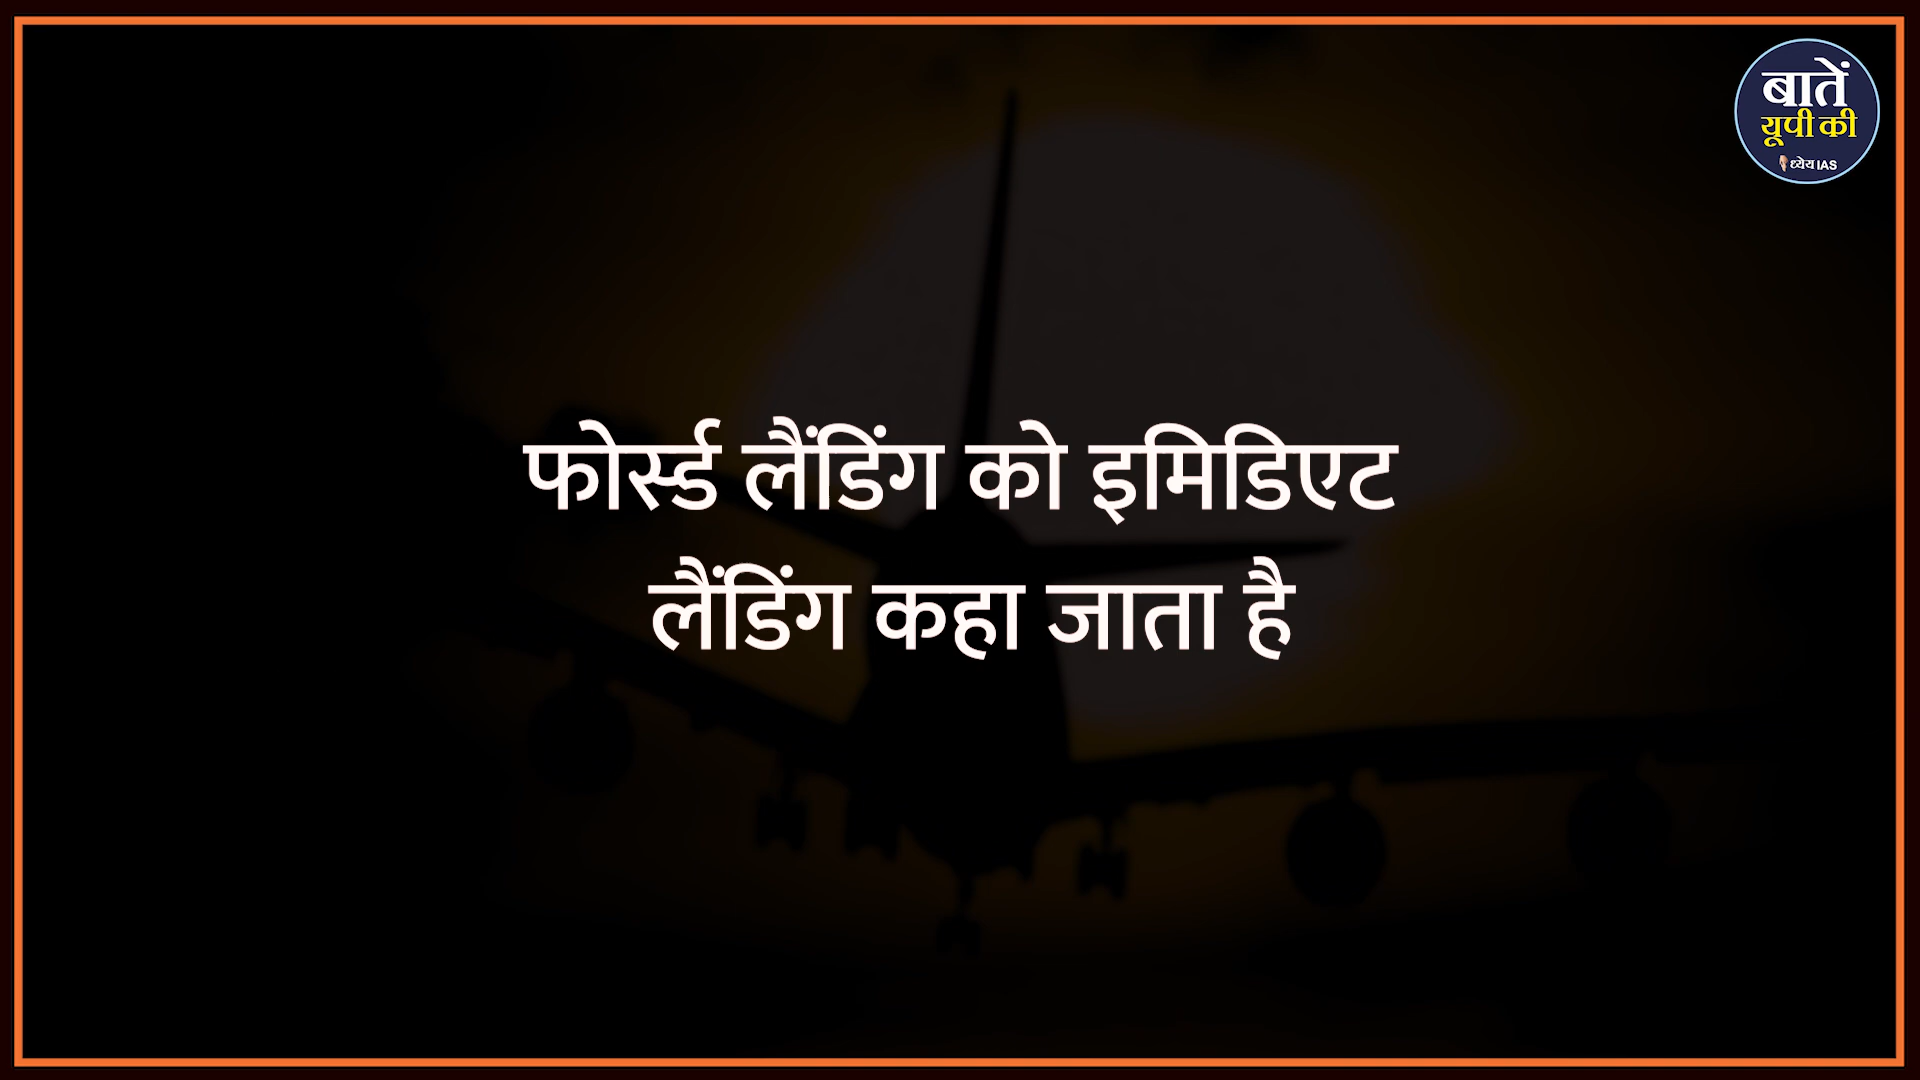 बातें
यूपी की
ध्येय IAS
फोर्स्ड लैंडिंग को इमिडिएट
लैंडिंग कहा जाता है